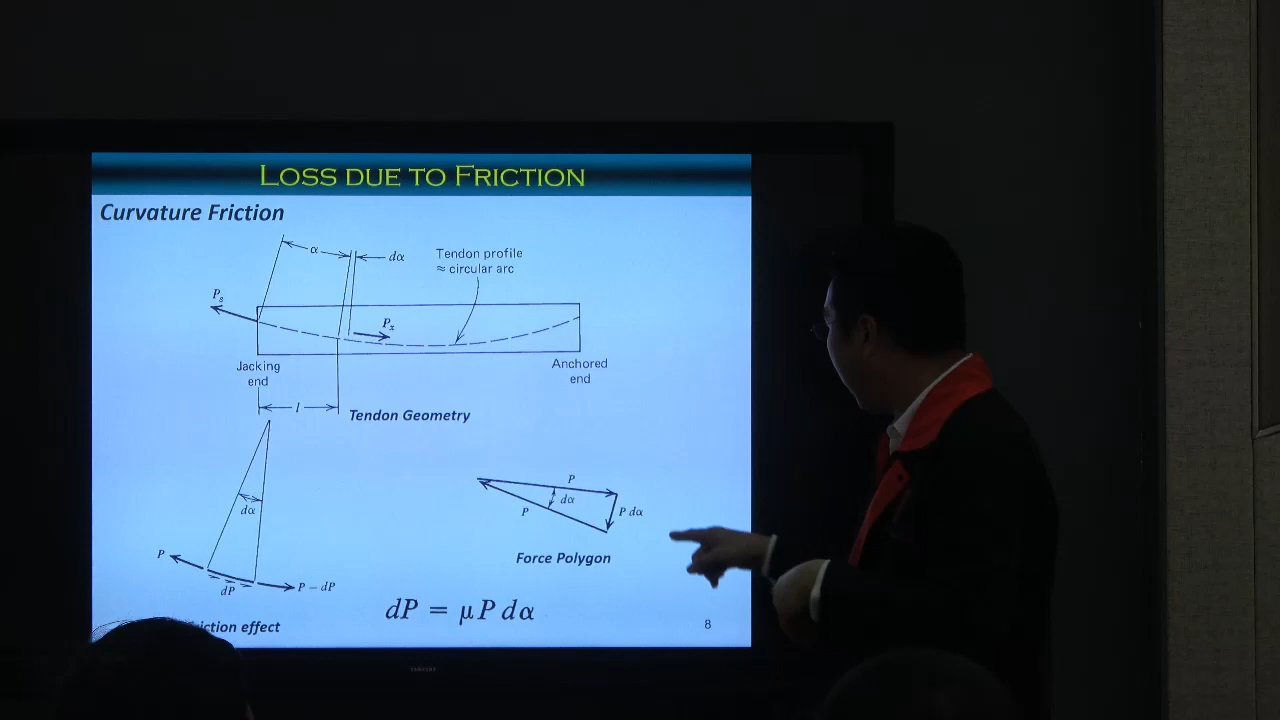 LOSS DUE TO FRICTION
Curvature Friction
α
dα
Tendon profile
≈ circular arc
Ps
Px
Jacking
end
Anchored
end
l
Tendon Geometry
dα
P
dP
P − dP
P
dα
P
P dα
Force Polygon
dP = μ P dα
effect
8
SAMSUNG